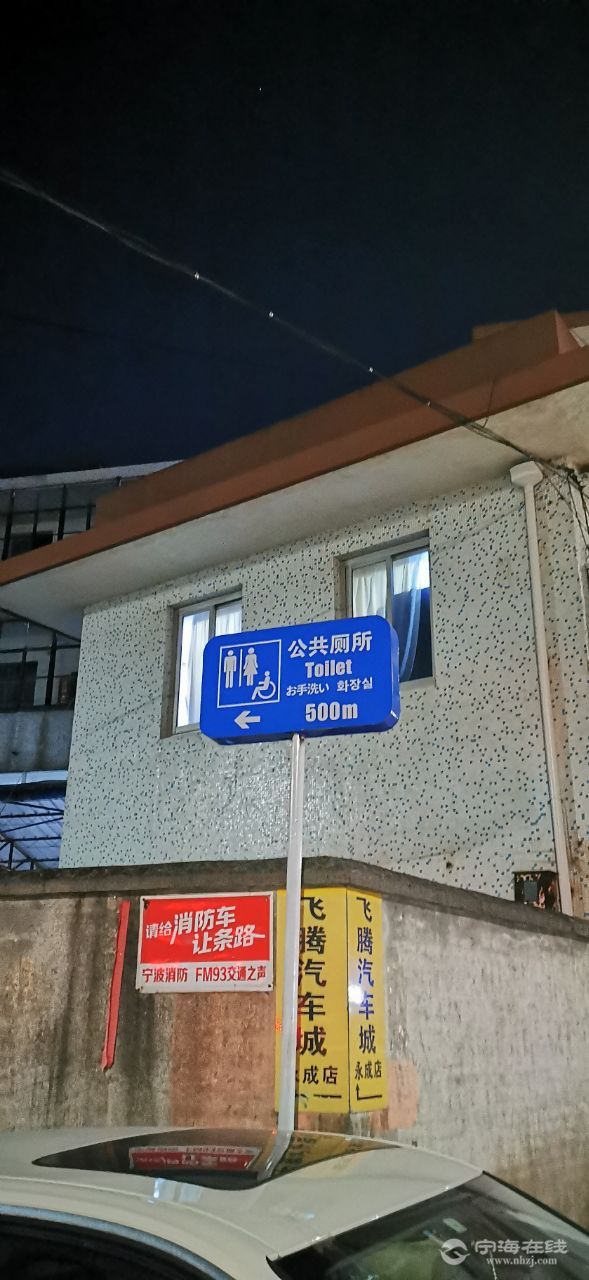 公共厕所
Toilet
お手洗い 화장실
500m
请给消防车
让条路
宁波消防 FM93交通之声
飞腾汽车城
永成店
飞腾汽车城
永成店
宁海在线
www.nhzj.com